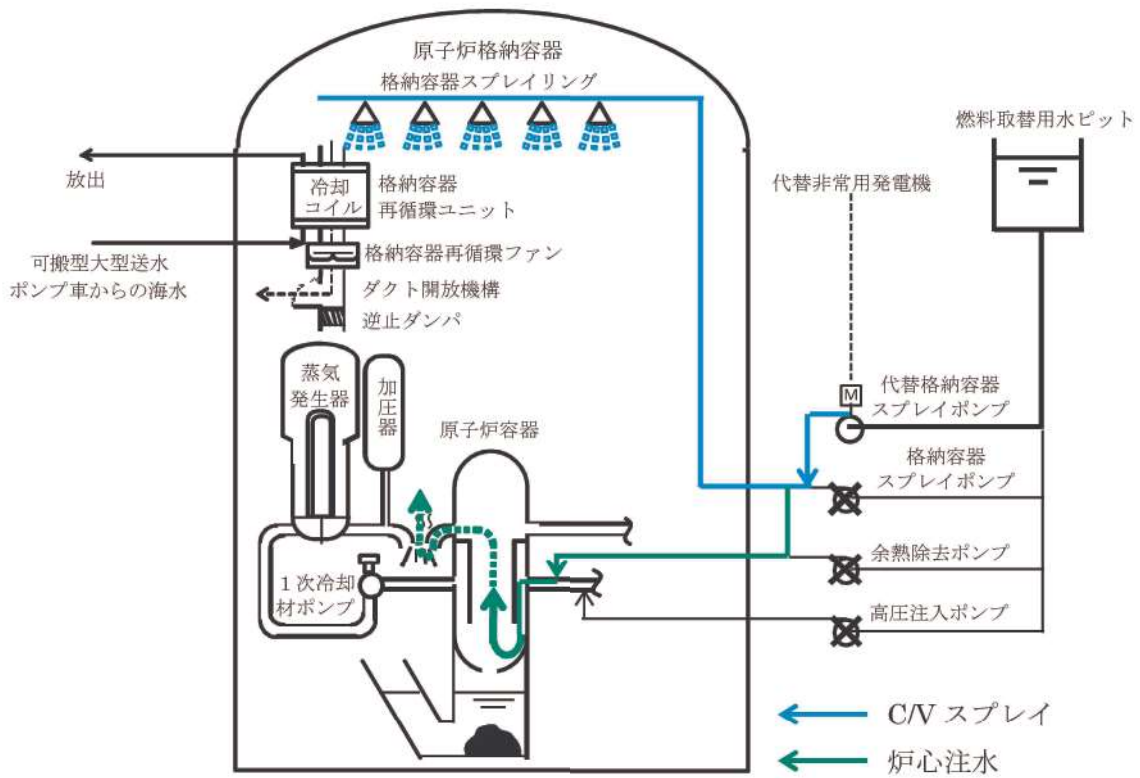 原子炉格納容器
格納容器スプレイリング
燃料取替用水ピット
代替非常用発電機
放出
冷却
コイル
格納容器
再循環ユニット
格納容器再循環ファン
可搬型大型送水
ポンプ車からの海水
ダクト開放機構
逆止ダンパ
蒸気
発生器
加圧器
原子炉容器
M
代替格納容器
スプレイポンプ
格納容器
スプレイポンプ
余熱除去ポンプ
高圧注入ポンプ
1次冷却
材ポンプ
C/V スプレイ
炉心注水